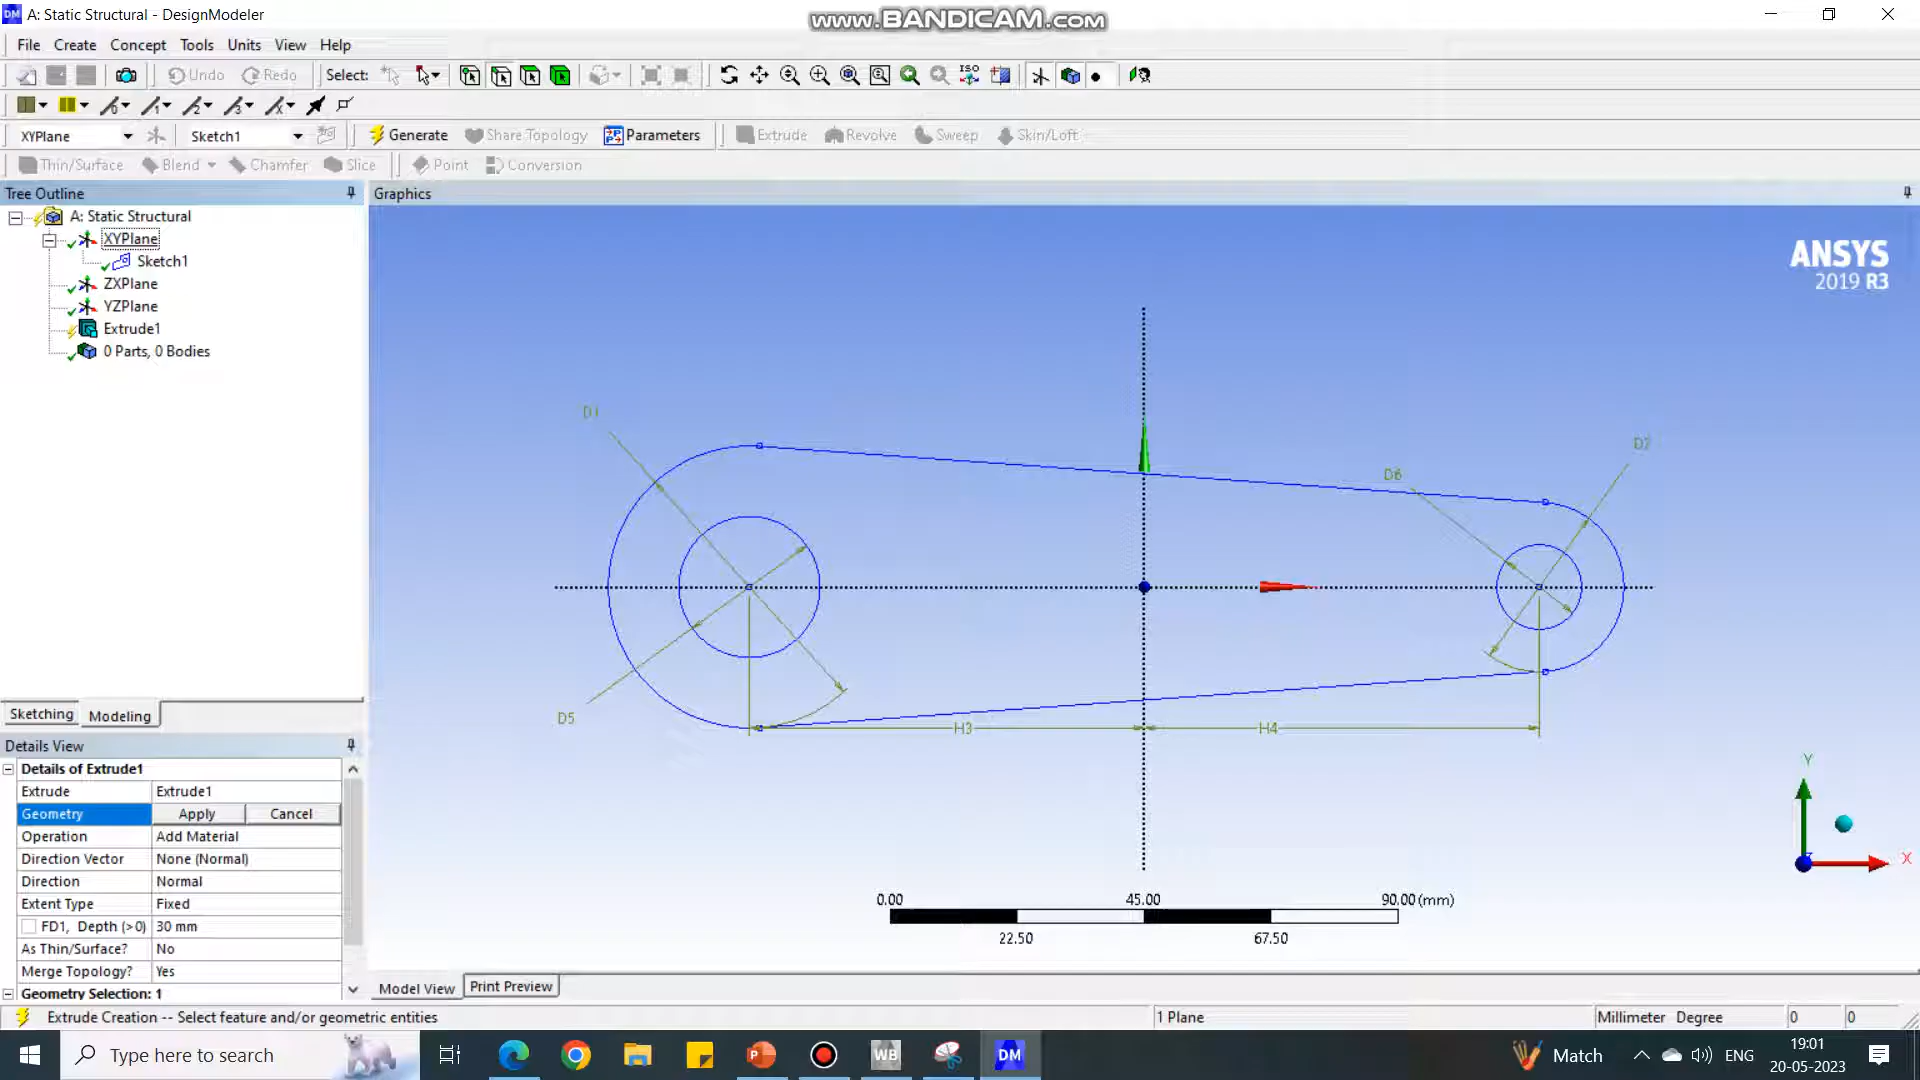 A: Static Structural - DesignModeler
www.BANDICAM.com
File Create Concept Tools Units View Help
Undo Redo Select: ISO
XYPlane Sketch1 Generate Share Topology Parameters Extrude Revolve Sweep Skin/Loft
Thin/Surface Blend Chamfer Slice Point Conversion
Tree Outline
A: Static Structural
XYPlane
Sketch1
ZXPlane
YZPlane
Extrude1
0 Parts, 0 Bodies
Sketching Modeling
Details View
Details of Extrude1
Extrude Extrude1
Geometry Apply Cancel
Operation Add Material
Direction Vector None (Normal)
Direction Normal
Extent Type Fixed
FD1, Depth (>0) 30 mm
As Thin/Surface? No
Merge Topology? Yes
Geometry Selection: 1
Graphics
ANSYS
2019 R3
D1
D2
D6
D5
H3
H4
Y
X
0.00 45.00 90.00 (mm)
22.50 67.50
Model View Print Preview
Extrude Creation -- Select feature and/or geometric entities 1 Plane Millimeter Degree 0 0
Type here to search WB DM Match ENG 19:01
20-05-2023